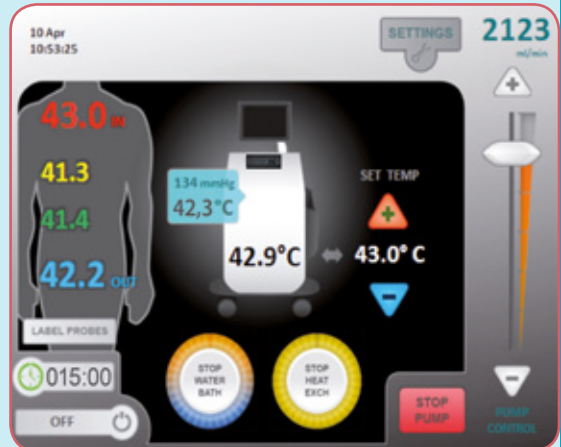 10 Apr
10:53:25
SETTINGS
2123
ml/min
43.0 IN
41.3
41.4
42.2 OUT
LABEL PROBES
015:00
OFF
134 mmHg
42,3°C
42.9°C
SET TEMP
43.0° C
STOP
WATER
BATH
STOP
HEAT
EXCH
STOP
PUMP
PUMP
CONTROL